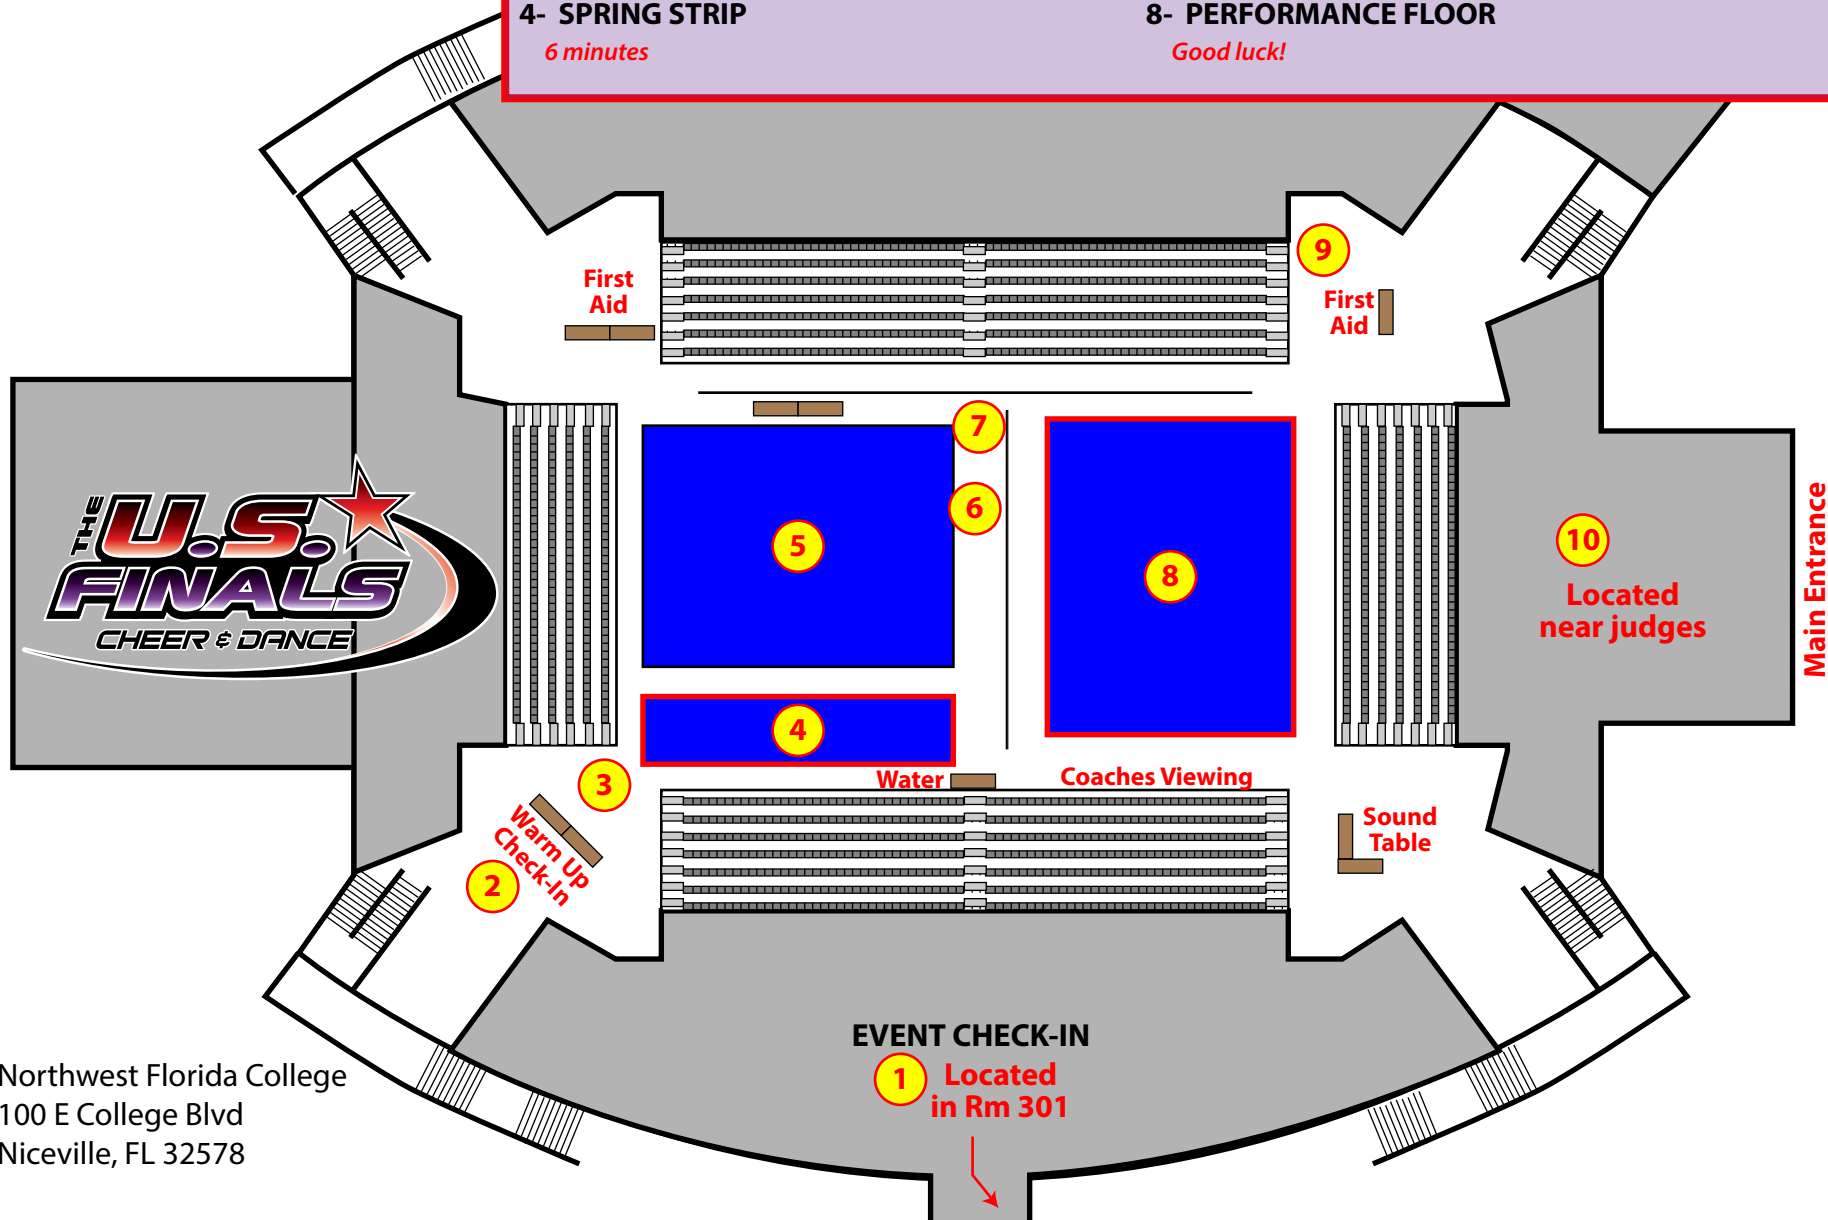 4- SPRING STRIP
6 minutes
8- PERFORMANCE FLOOR
Good luck!
9
First
Aid
First
Aid
7
6
5
8
10
Located
near judges
Main Entrance
THE
U.S.
FINALS
CHEER & DANCE
4
3
Water
Coaches Viewing
Warm Up
Check-In
2
Sound
Table
EVENT CHECK-IN
1
Located
in Rm 301
Northwest Florida College
100 E College Blvd
Niceville, FL 32578